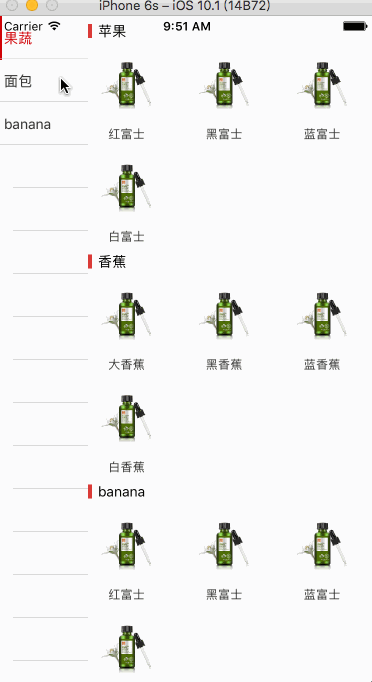 iPhone 6s – iOS 10.1 (14B72)
Carrier 9:51 AM
果蔬
面包
banana
苹果
红富士 黑富士 蓝富士
白富士
香蕉
大香蕉 黑香蕉 蓝香蕉
白香蕉
banana
红富士 黑富士 蓝富士